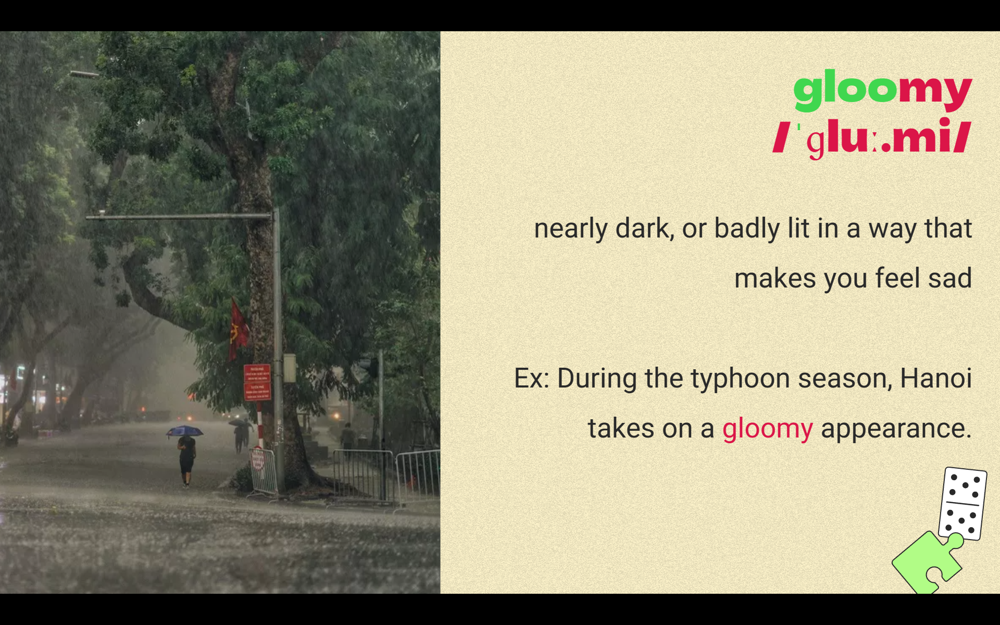 gloomy
/ˈɡluː.mi/
nearly dark, or badly lit in a way that
makes you feel sad
Ex: During the typhoon season, Hanoi
takes on a gloomy appearance.